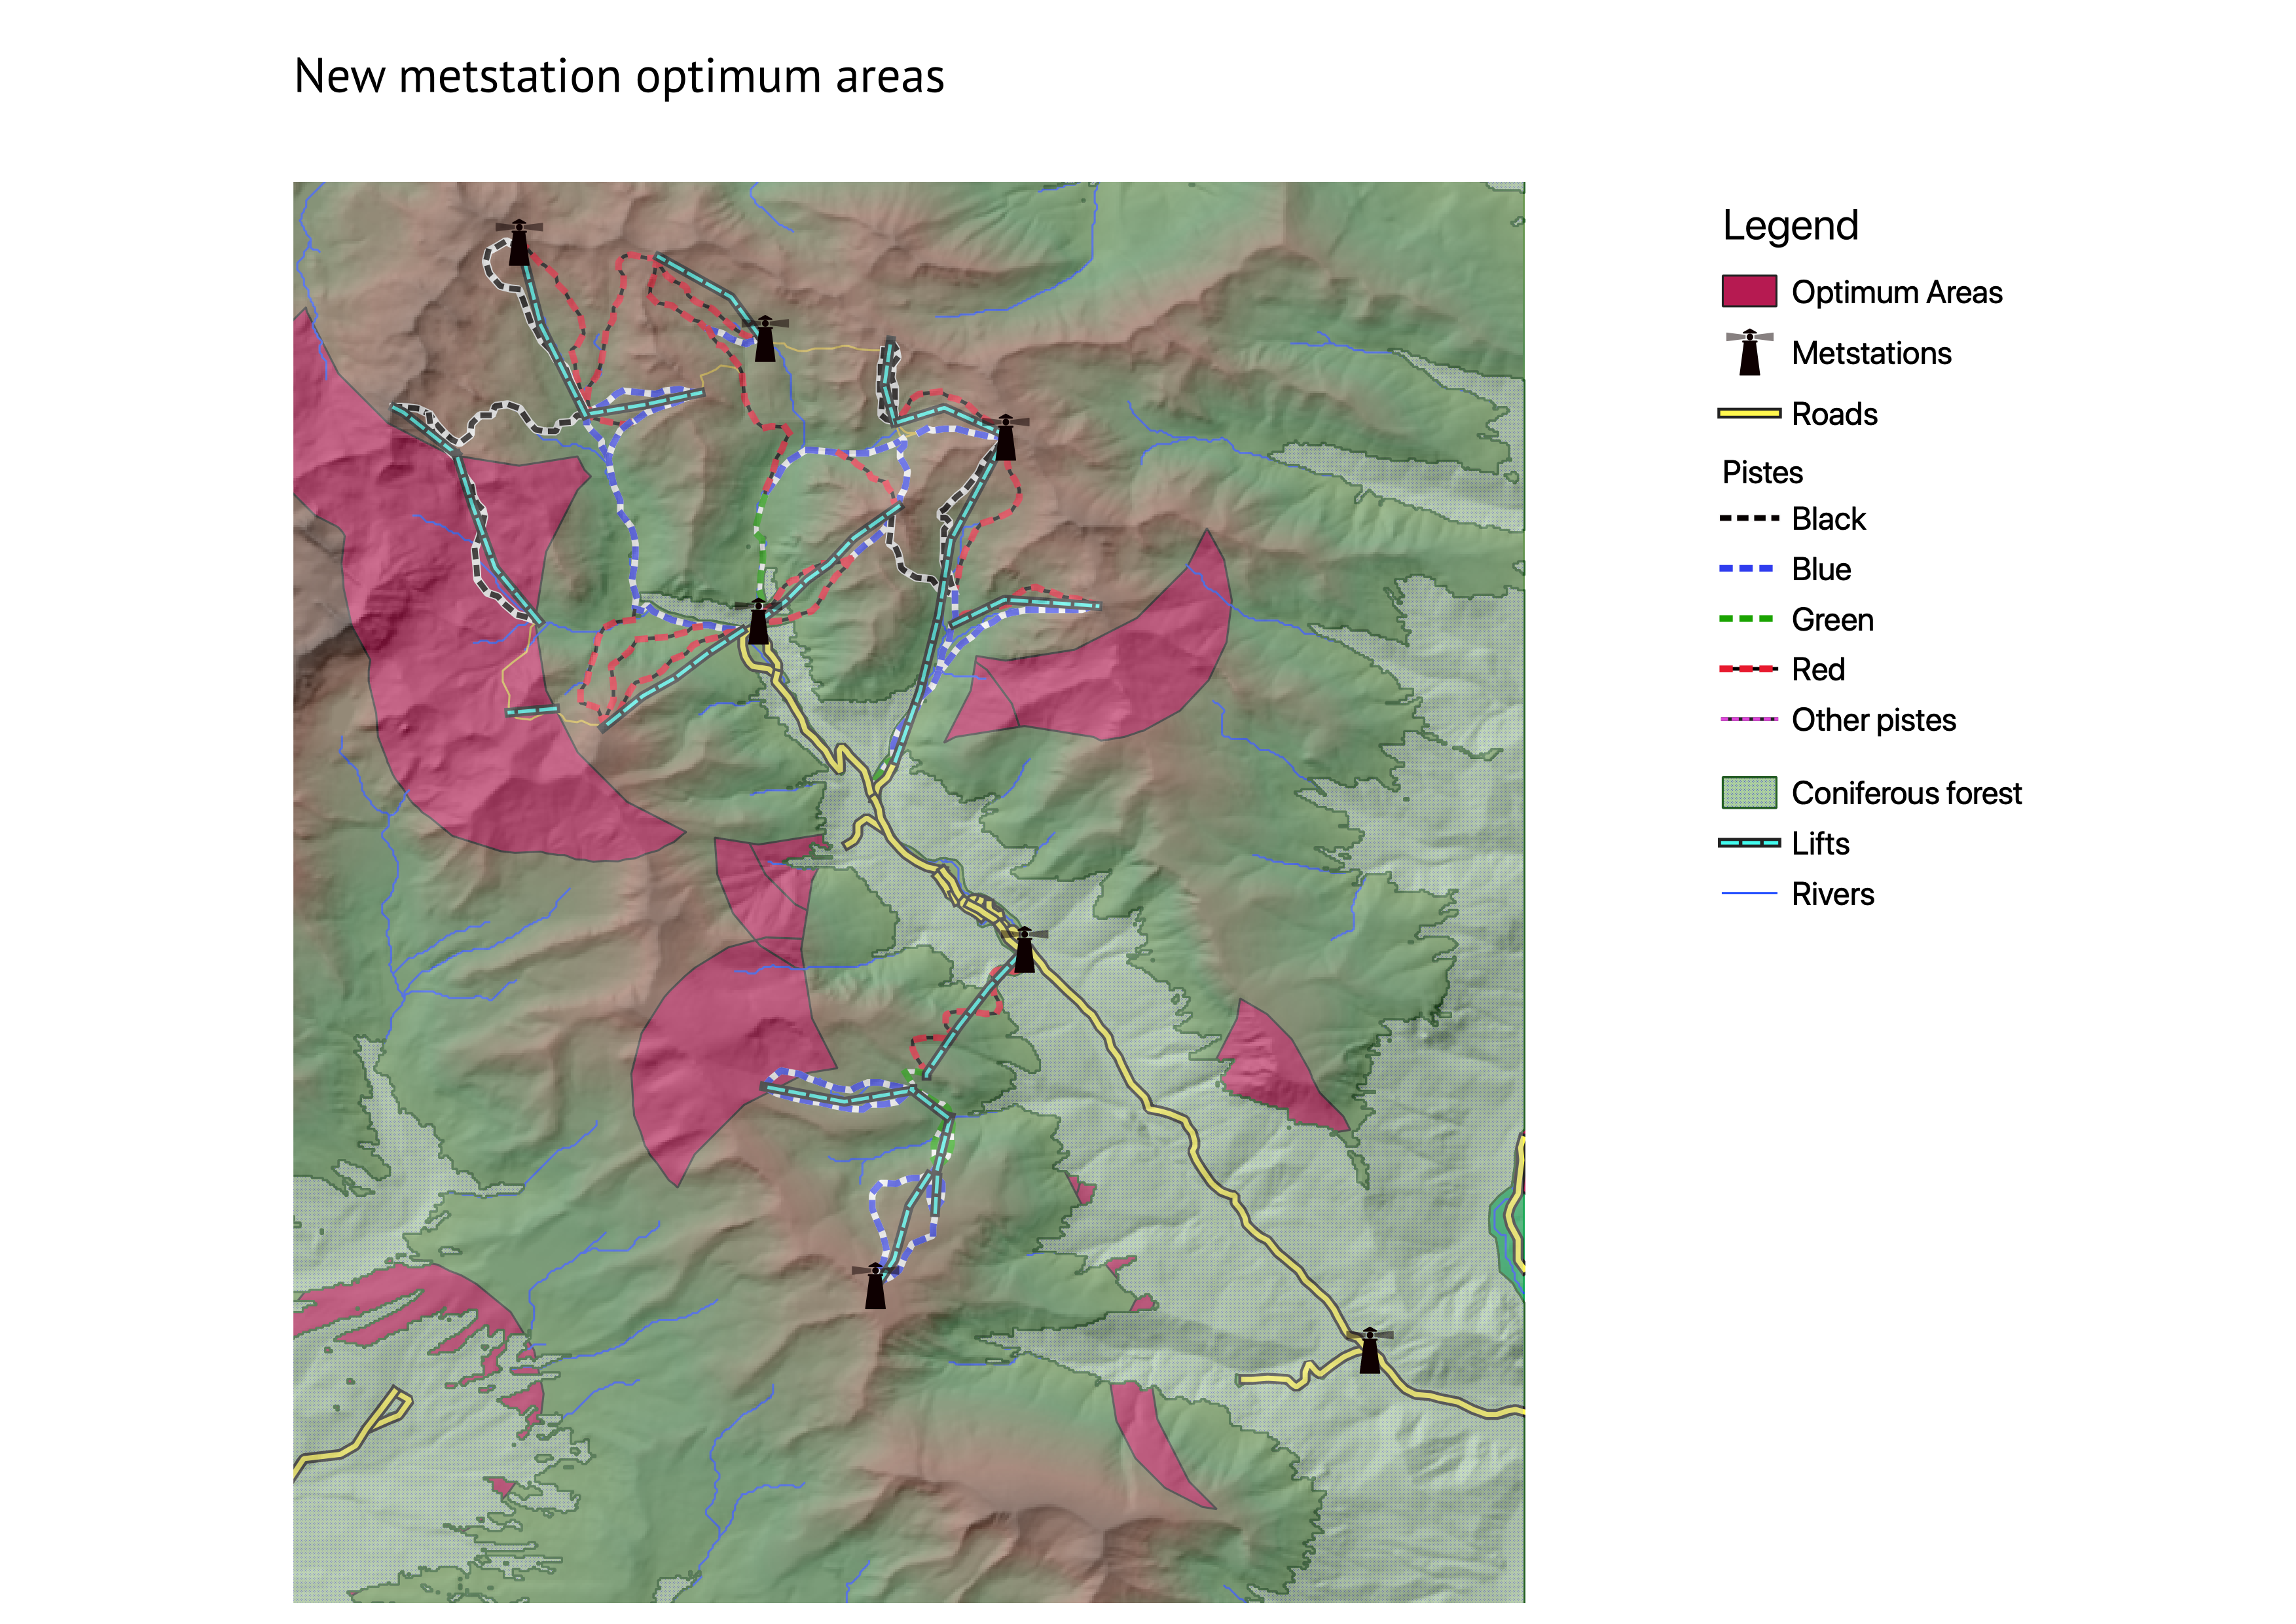 New metstation optimum areas
Legend
Optimum Areas
Metstations
Roads
Pistes
Black
Blue
Green
Red
Other pistes
Coniferous forest
Lifts
Rivers